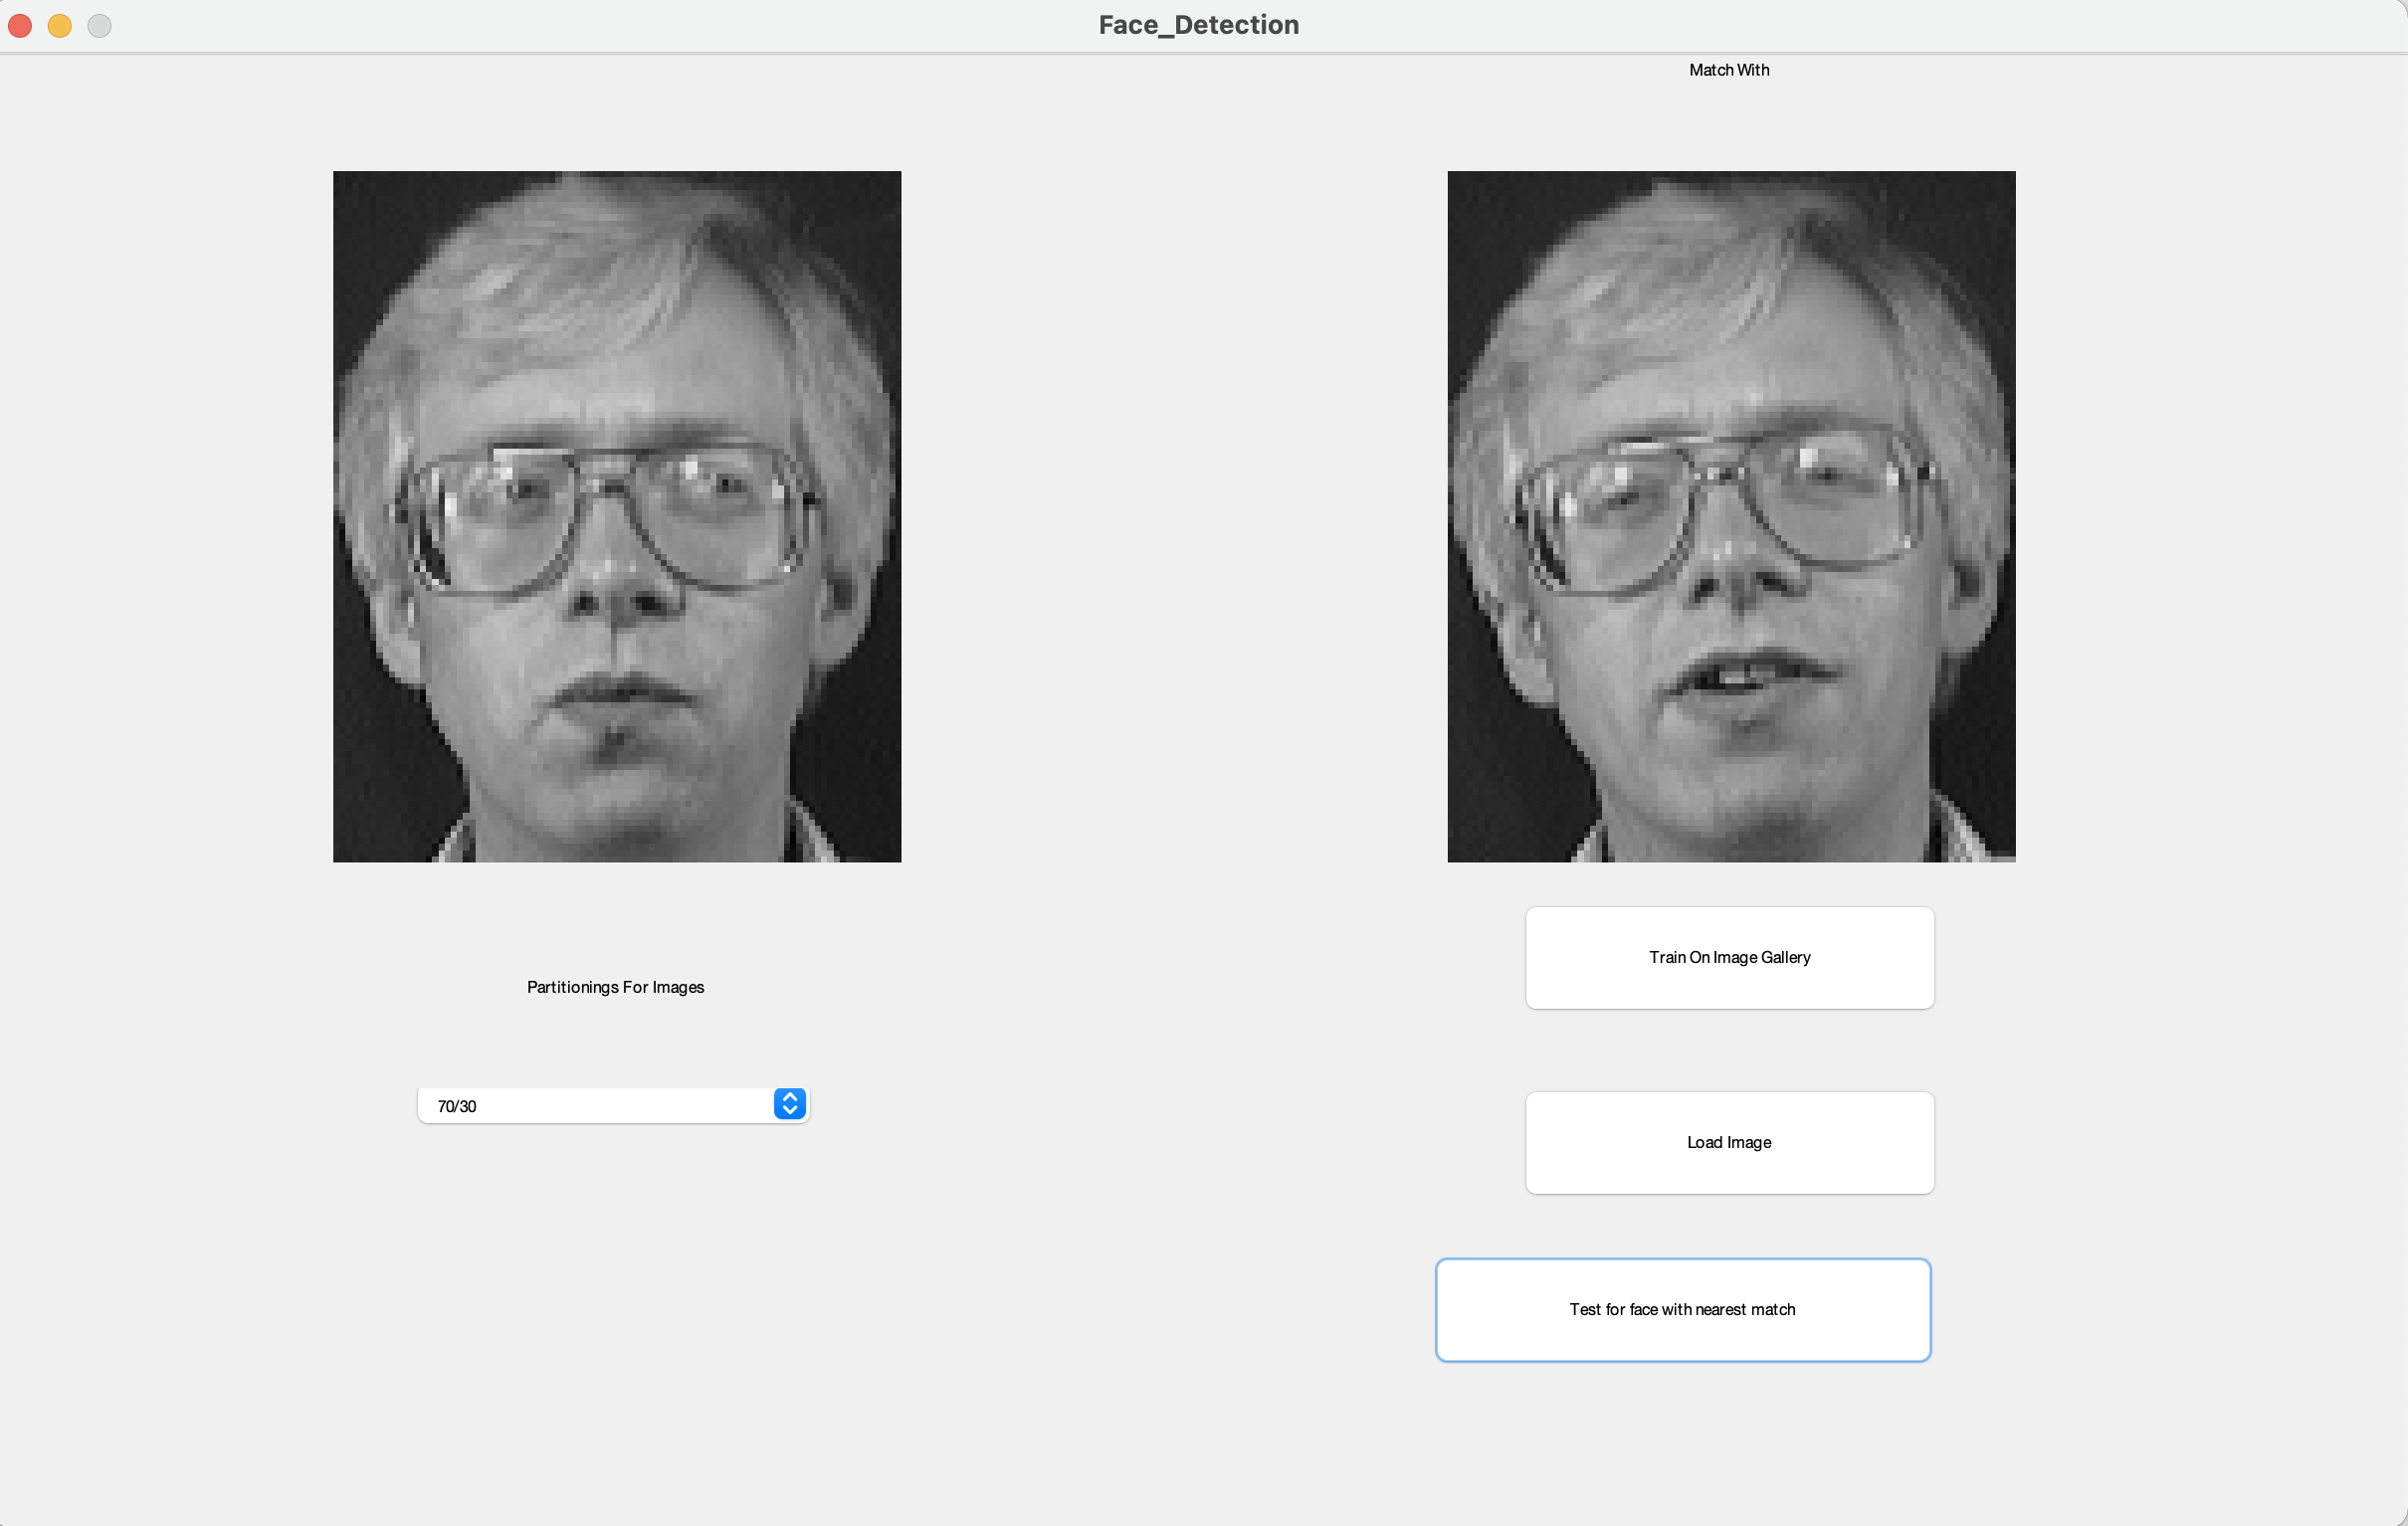 Face_Detection
Match With
Train On Image Gallery
Partitionings For Images
70/30
Load Image
Test for face with nearest match